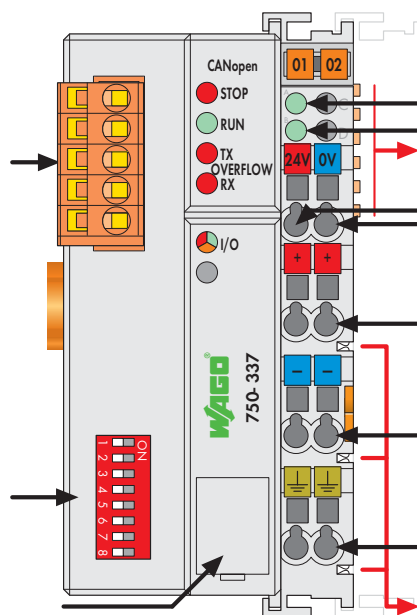 CANopen
01 02
STOP
RUN
TX
OVERFLOW
RX
I/O
A
C
B
D
24V 0V
+ +
WAGO®
750-337
— —
ON
1
2
3
4
5
6
7
8